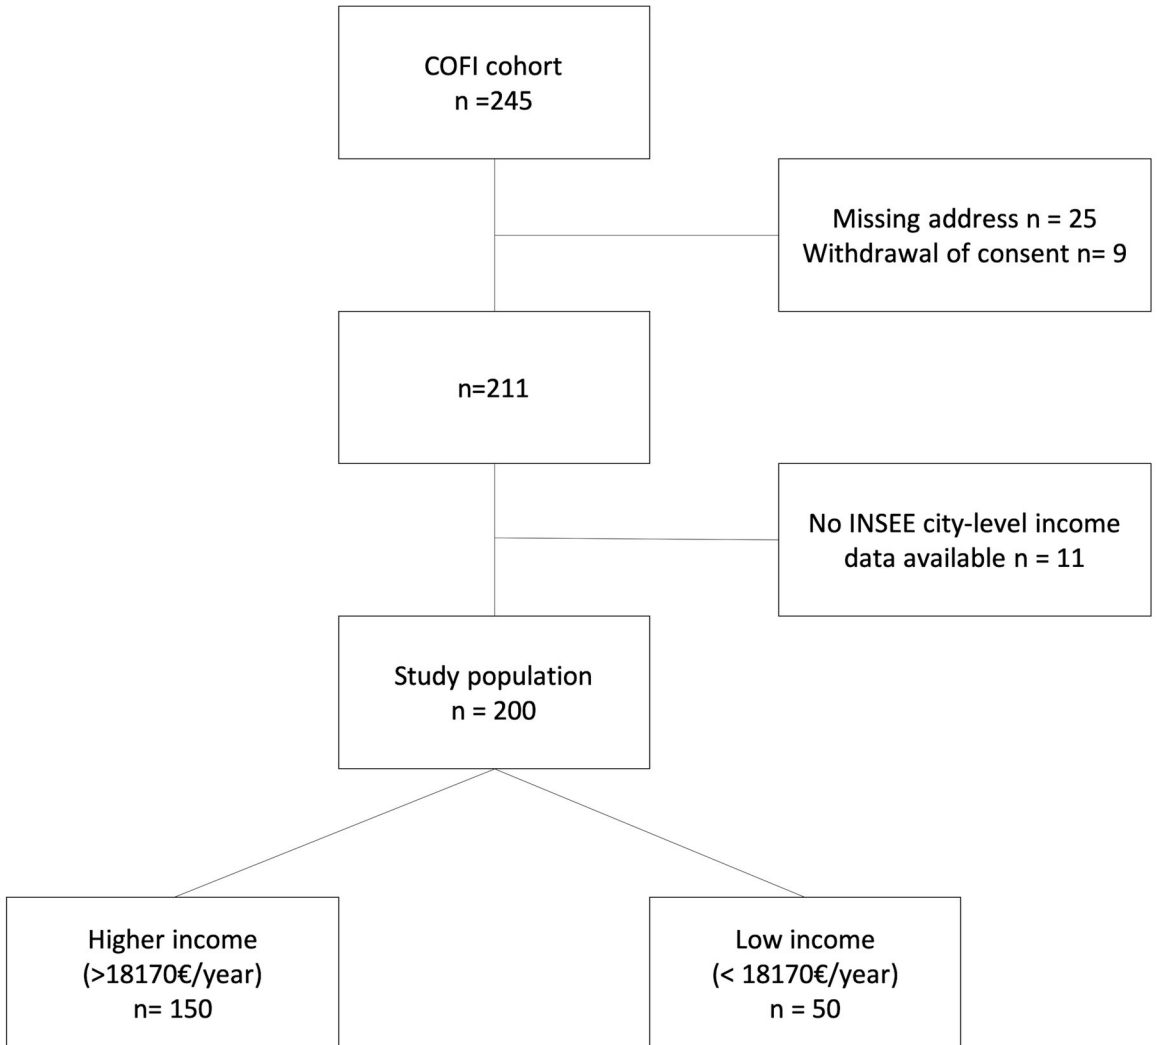 COFI cohort
n =245
Missing address n = 25
Withdrawal of consent n= 9
n=211
No INSEE city-level income
data available n = 11
Study population
n = 200
Higher income
(>18170€/year)
n= 150
Low income
(< 18170€/year)
n = 50